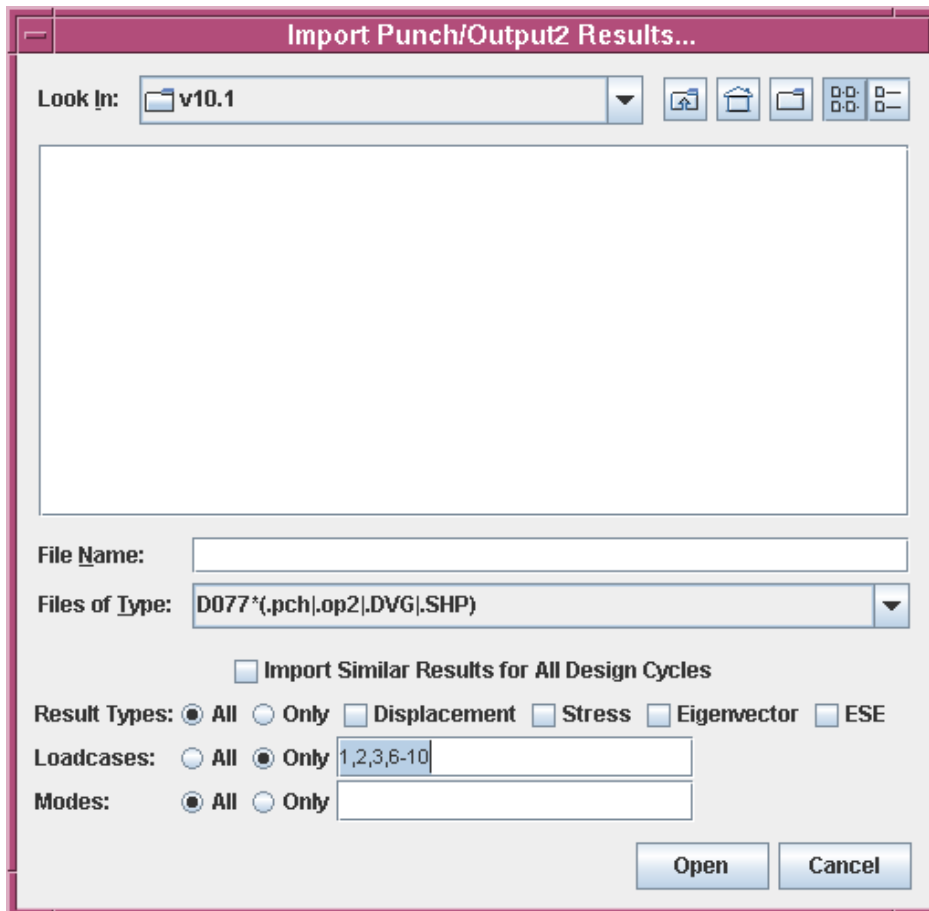 Import Punch/Output2 Results...
Look In: v10.1
File Name:
Files of Type: D077*(.pch|.op2|.DVG|.SHP)
Import Similar Results for All Design Cycles
Result Types: All Only Displacement Stress Eigenvector ESE
Loadcases: All Only 1,2,3,6-10
Modes: All Only
Open Cancel